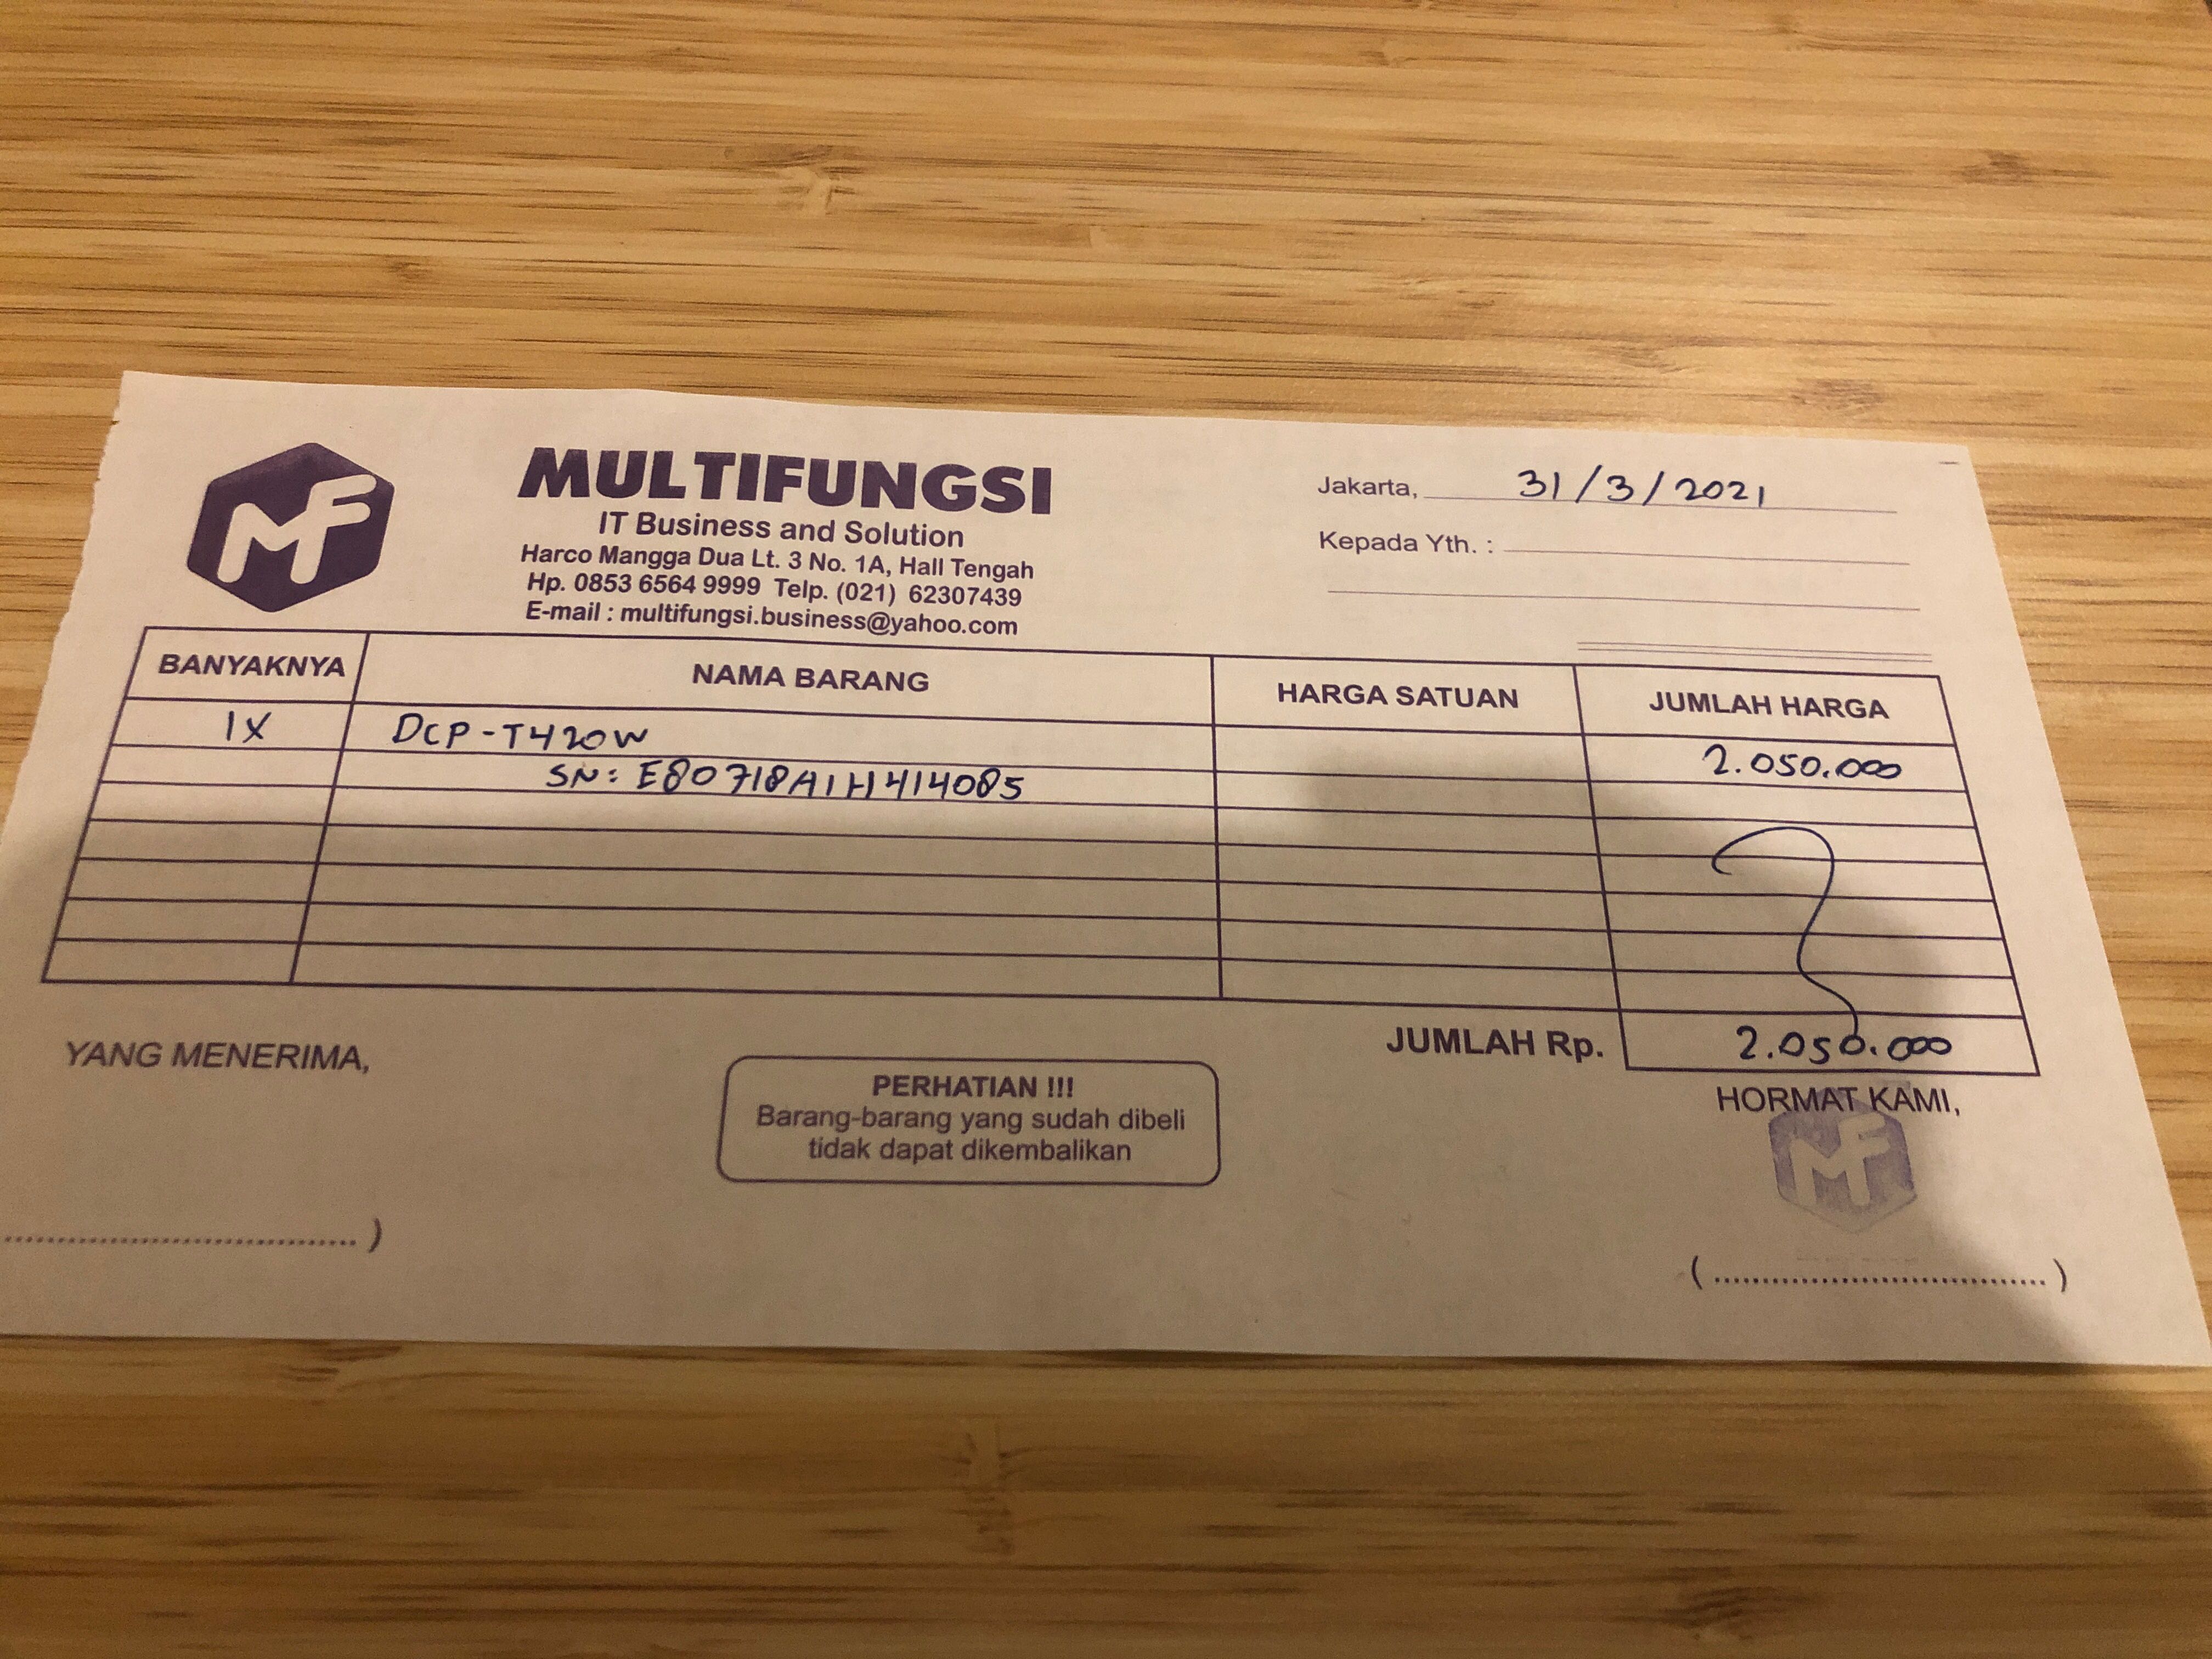 MF
MULTIFUNGSI
IT Business and Solution
Harco Mangga Dua Lt. 3 No. 1A, Hall Tengah
Hp. 0853 6564 9999 Telp. (021) 62307439
E-mail : multifungsi.business@yahoo.com
Jakarta, 31/3/2021
Kepada Yth. :
BANYAKNYA NAMA BARANG HARGA SATUAN JUMLAH HARGA
1X DCP-T420W 2.050.000
SN: E80718A1H414085
JUMLAH Rp. 2.050.000
YANG MENERIMA,
PERHATIAN !!!
Barang-barang yang sudah dibeli
tidak dapat dikembalikan
HORMAT KAMI,
MF
.................................. )
( .................................. )